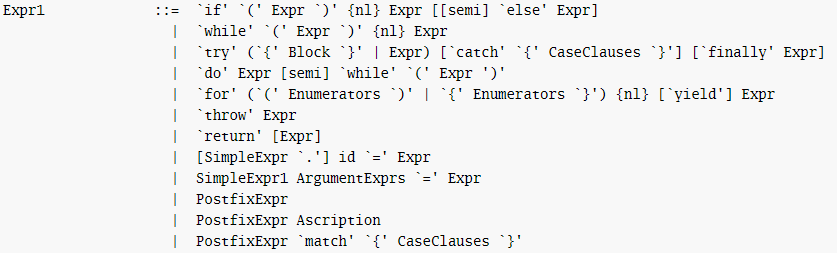 Expr1 ::= `if' `(' Expr `)' {nl} Expr [[semi] `else' Expr]
| `while' `(' Expr `)' {nl} Expr
| `try' (`{' Block `}' | Expr) [`catch' `{' CaseClauses `}'] [`finally' Expr]
| `do' Expr [semi] `while' `(' Expr ')'
| `for' (`(' Enumerators `)' | `{' Enumerators `}') {nl} [`yield'] Expr
| `throw' Expr
| `return' [Expr]
| [SimpleExpr `.'] id `=' Expr
| SimpleExpr1 ArgumentExprs `=' Expr
| PostfixExpr
| PostfixExpr Ascription
| PostfixExpr `match' `{' CaseClauses `}'